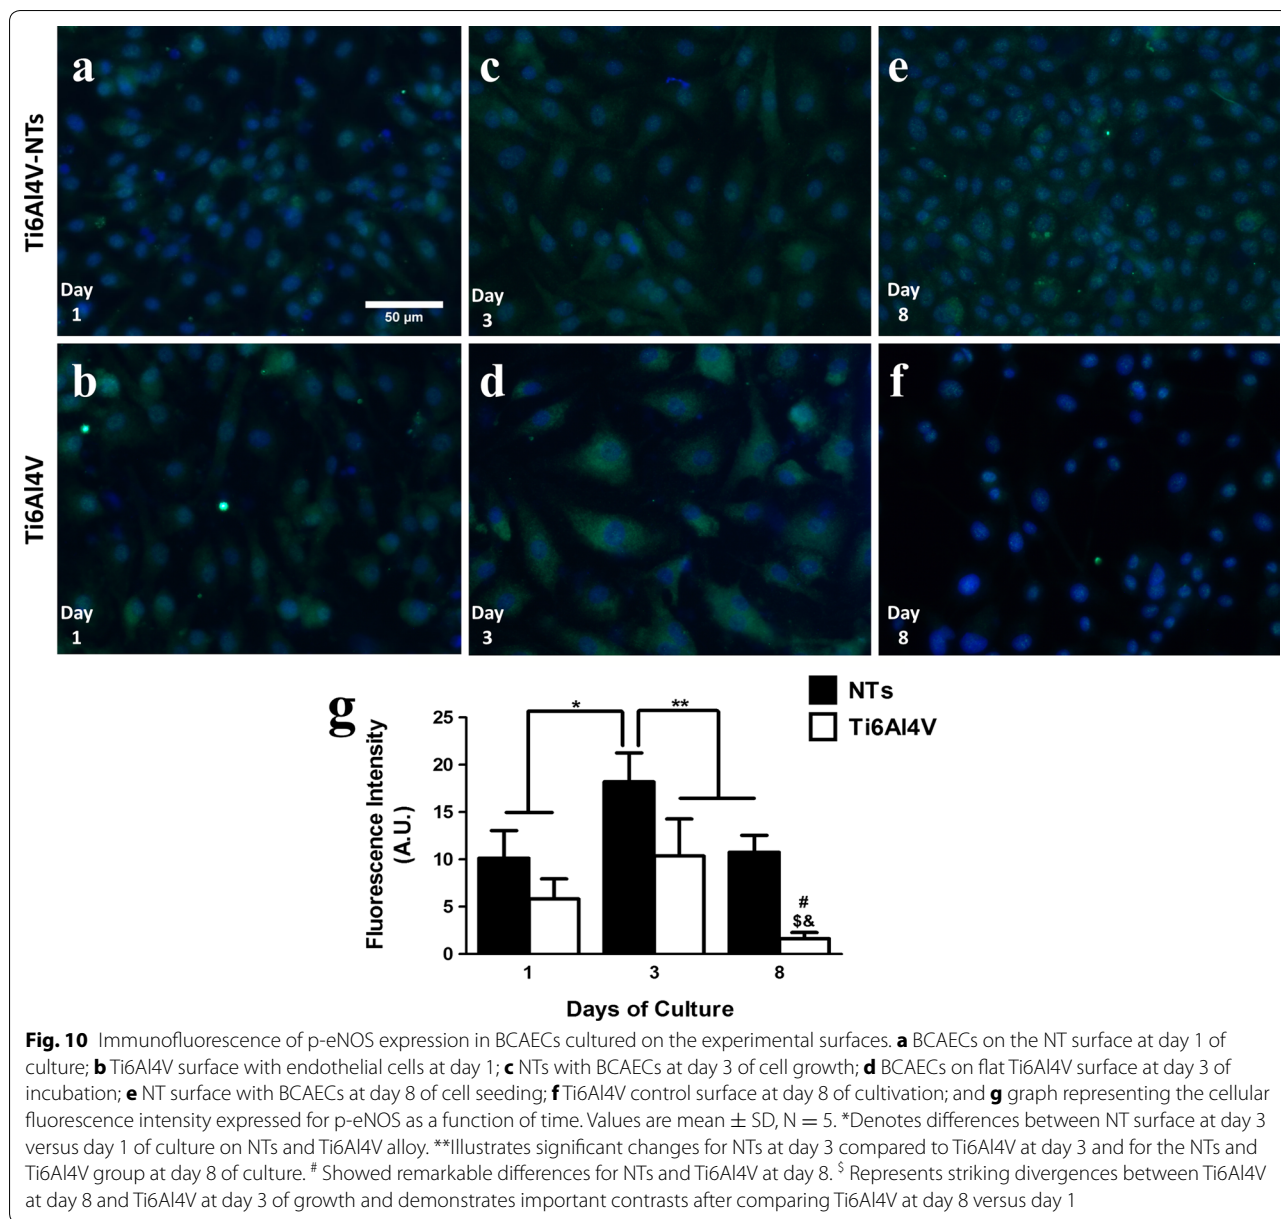 Ti6Al4V-NTs
a
Day
1
50 µm
c
Day
3
e
Day
8
Ti6Al4V
b
Day
1
d
Day
3
f
Day
8
g
NTs
Ti6Al4V
Fluorescence Intensity
(A.U.)
25
20
15
10
5
0
*
**
#
$&
1
3
8
Days of Culture
Fig. 10 Immunofluorescence of p-eNOS expression in BCAECs cultured on the experimental surfaces. a BCAECs on the NT surface at day 1 of
culture; b Ti6Al4V surface with endothelial cells at day 1; c NTs with BCAECs at day 3 of cell growth; d BCAECs on flat Ti6Al4V surface at day 3 of
incubation; e NT surface with BCAECs at day 8 of cell seeding; f Ti6Al4V control surface at day 8 of cultivation; and g graph representing the cellular
fluorescence intensity expressed for p-eNOS as a function of time. Values are mean ± SD, N = 5. *Denotes differences between NT surface at day 3
versus day 1 of culture on NTs and Ti6Al4V alloy. **Illustrates significant changes for NTs at day 3 compared to Ti6Al4V at day 3 and for the NTs and
Ti6Al4V group at day 8 of culture. # Showed remarkable differences for NTs and Ti6Al4V at day 8. $ Represents striking divergences between Ti6Al4V
at day 8 and Ti6Al4V at day 3 of growth and demonstrates important contrasts after comparing Ti6Al4V at day 8 versus day 1